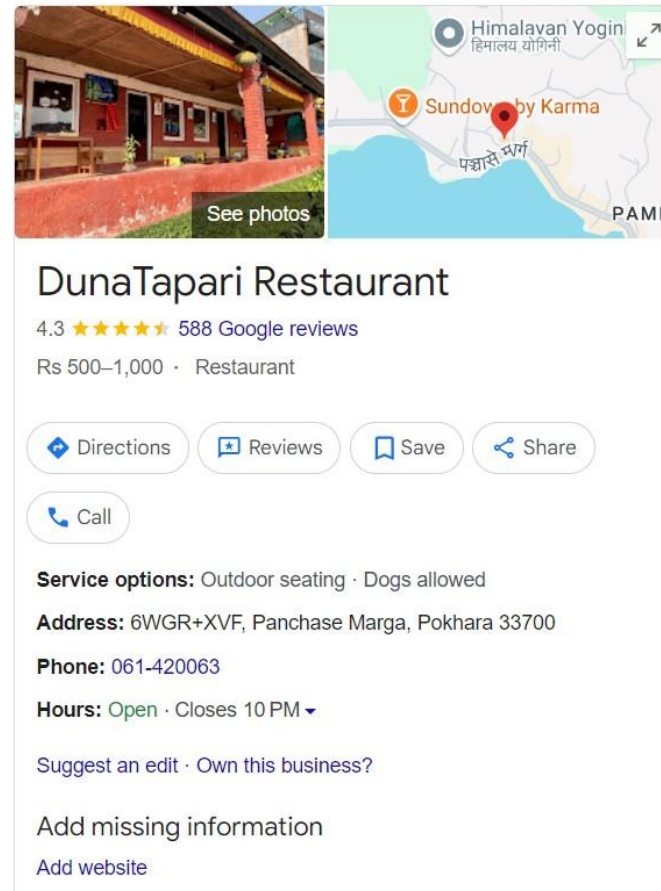 Himalayan Yogini
हिमालय योगिनी
Sundown by Karma
पञ्चासे मार्ग
See photos
DunaTapari Restaurant
4.3 588 Google reviews
Rs 500–1,000 · Restaurant
Directions Reviews Save Share
Call
Service options: Outdoor seating · Dogs allowed
Address: 6WGR+XVF, Panchase Marga, Pokhara 33700
Phone: 061-420063
Hours: Open · Closes 10 PM
Suggest an edit · Own this business?
Add missing information
Add website